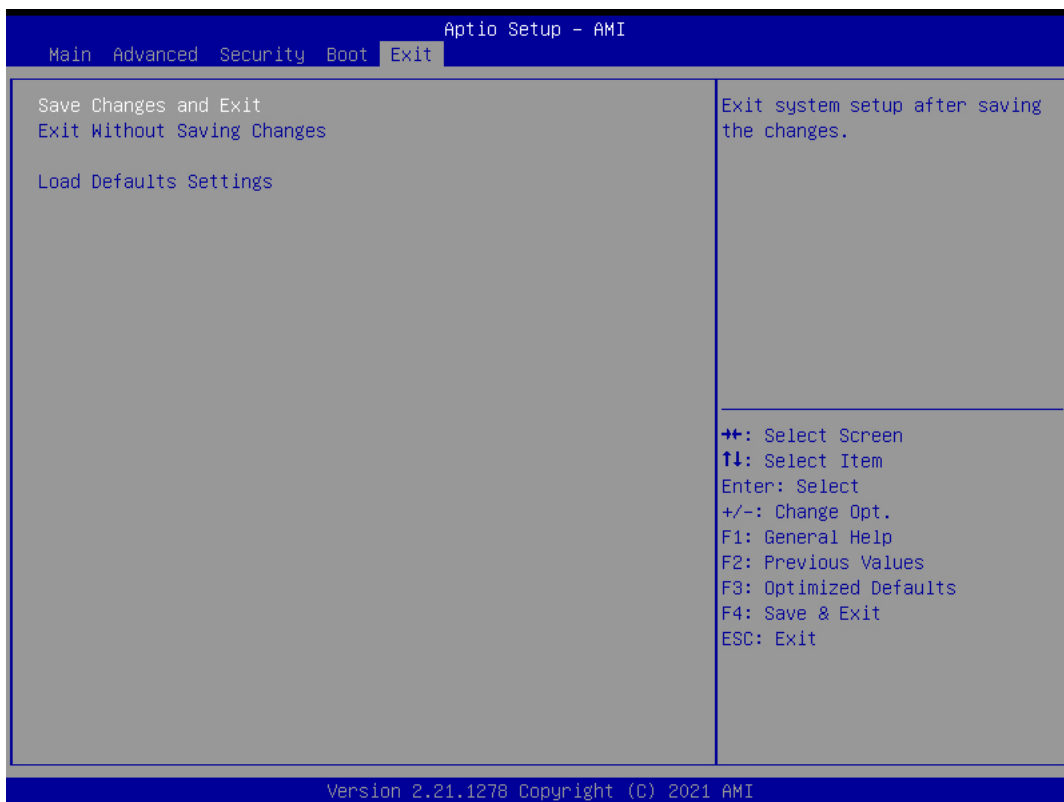 Aptio Setup – AMI
Main Advanced Security Boot Exit
Save Changes and Exit
Exit Without Saving Changes
Load Defaults Settings
Exit system setup after saving
the changes.
→←: Select Screen
↑↓: Select Item
Enter: Select
+/-: Change Opt.
F1: General Help
F2: Previous Values
F3: Optimized Defaults
F4: Save & Exit
ESC: Exit
Version 2.21.1278 Copyright (C) 2021 AMI